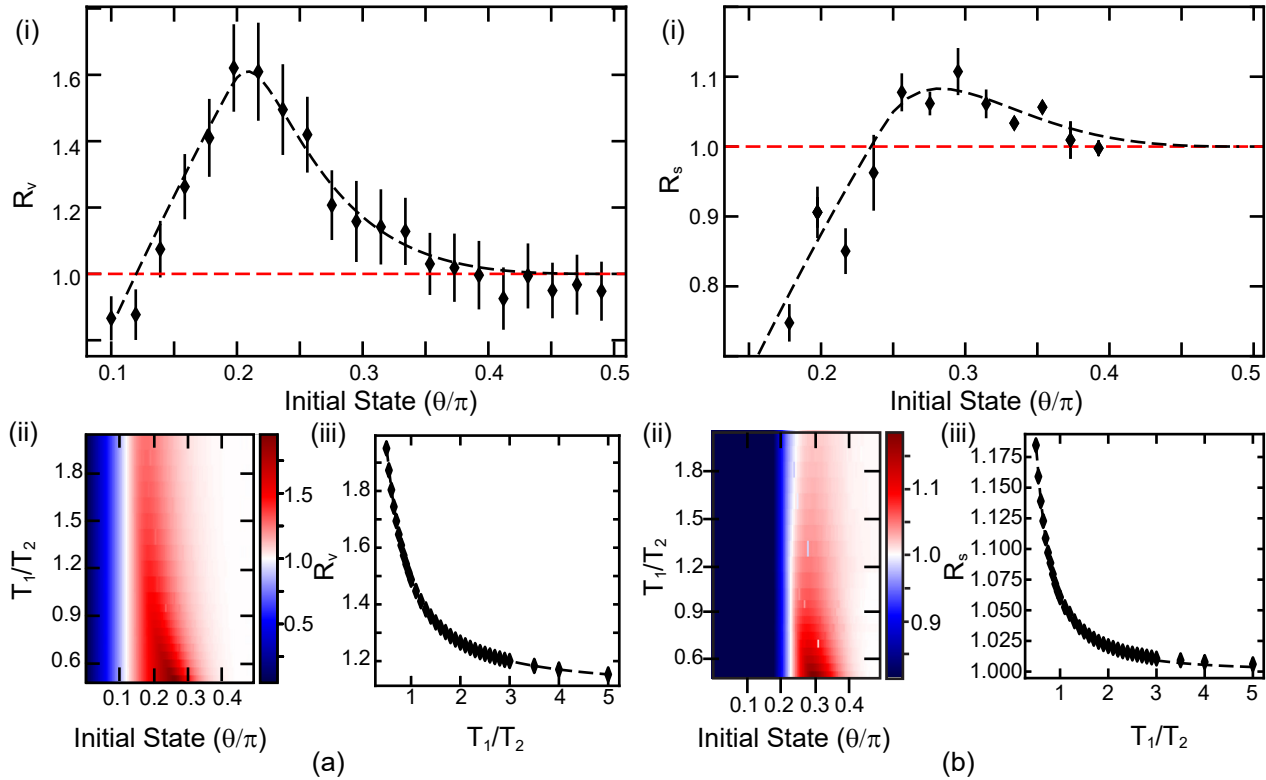 (i)
1.6
1.4
1.2
1.0
R_v
0.1 0.2 0.3 0.4 0.5
Initial State (θ/π)
(i)
1.1
1.0
0.9
0.8
R_s
0.2 0.3 0.4 0.5
Initial State (θ/π)
(ii)
1.8
1.5
1.2
0.9
0.6
T₁/T₂
0.1 0.2 0.3 0.4
Initial State (θ/π)
1.5
1.0
0.5
(iii)
1.8
1.6
1.4
1.2
R_v
1 2 3 4 5
T₁/T₂
(a)
(ii)
1.8
1.5
1.2
0.9
0.6
T₁/T₂
0.1 0.2 0.3 0.4
Initial State (θ/π)
1.1
1.0
0.9
(iii)
1.175
1.150
1.125
1.100
1.075
1.050
1.025
1.000
R_s
1 2 3 4 5
T₁/T₂
(b)